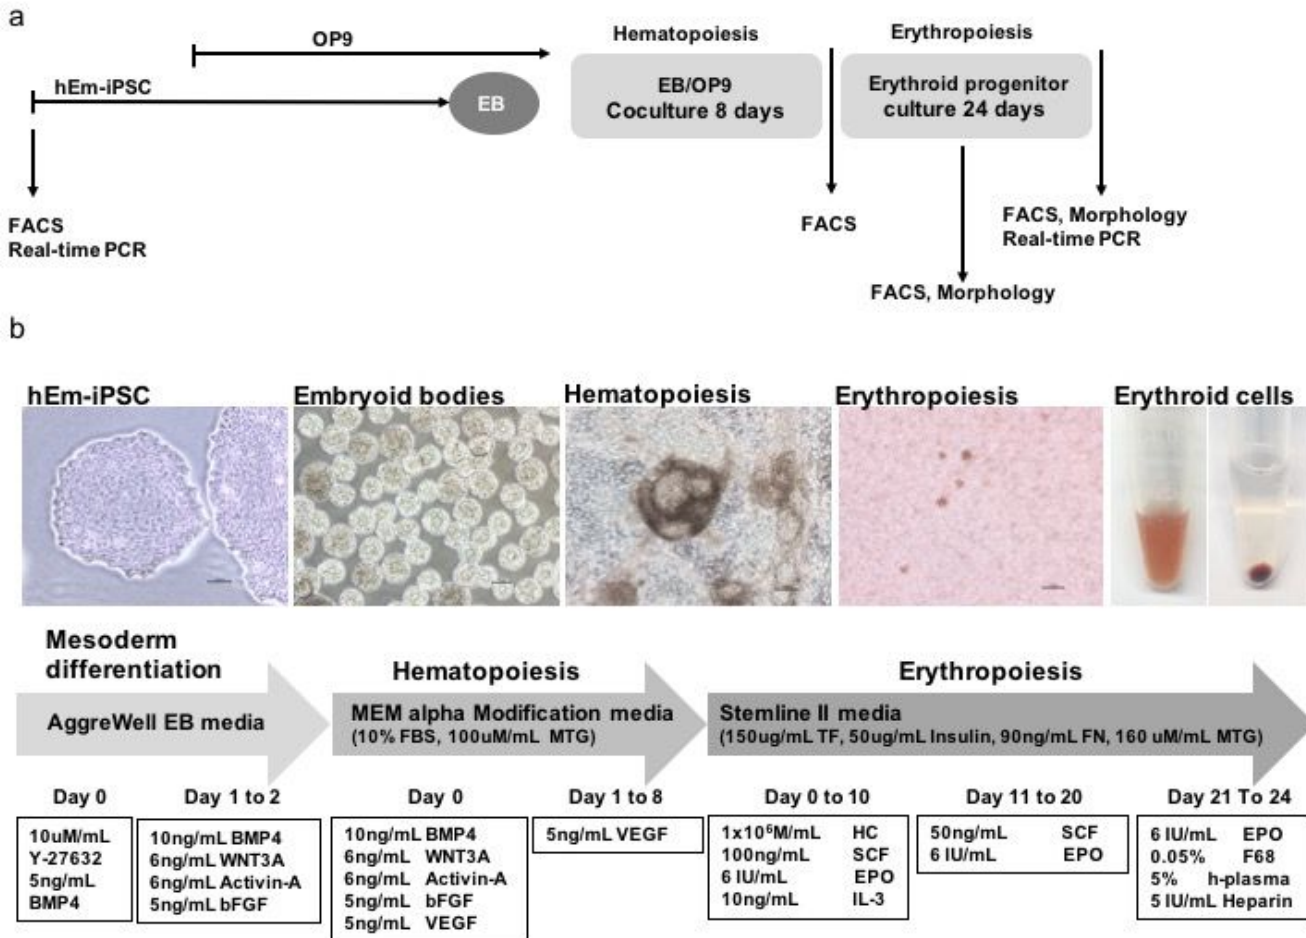 a
OP9
Hematopoiesis
Erythropoiesis
hEm-iPSC
EB
EB/OP9
Coculture 8 days
Erythroid progenitor
culture 24 days
FACS
Real-time PCR
FACS
FACS, Morphology
Real-time PCR
FACS, Morphology
b
hEm-iPSC
Embryoid bodies
Hematopoiesis
Erythropoiesis
Erythroid cells
Mesoderm
differentiation
Hematopoiesis
Erythropoiesis
AggreWell EB media
MEM alpha Modification media
(10% FBS, 100uM/mL MTG)
Stemline II media
(150ug/mL TF, 50ug/mL Insulin, 90ng/mL FN, 160 uM/mL MTG)
Day 0
10uM/mL
Y-27632
5ng/mL
BMP4
Day 1 to 2
10ng/mL BMP4
6ng/mL WNT3A
6ng/mL Activin-A
5ng/mL bFGF
Day 0
10ng/mL BMP4
6ng/mL WNT3A
6ng/mL Activin-A
5ng/mL bFGF
5ng/mL VEGF
Day 1 to 8
5ng/mL VEGF
Day 0 to 10
1x10⁶M/mL HC
100ng/mL SCF
6 IU/mL EPO
10ng/mL IL-3
Day 11 to 20
50ng/mL SCF
6 IU/mL EPO
Day 21 To 24
6 IU/mL EPO
0.05% F68
5% h-plasma
5 IU/mL Heparin